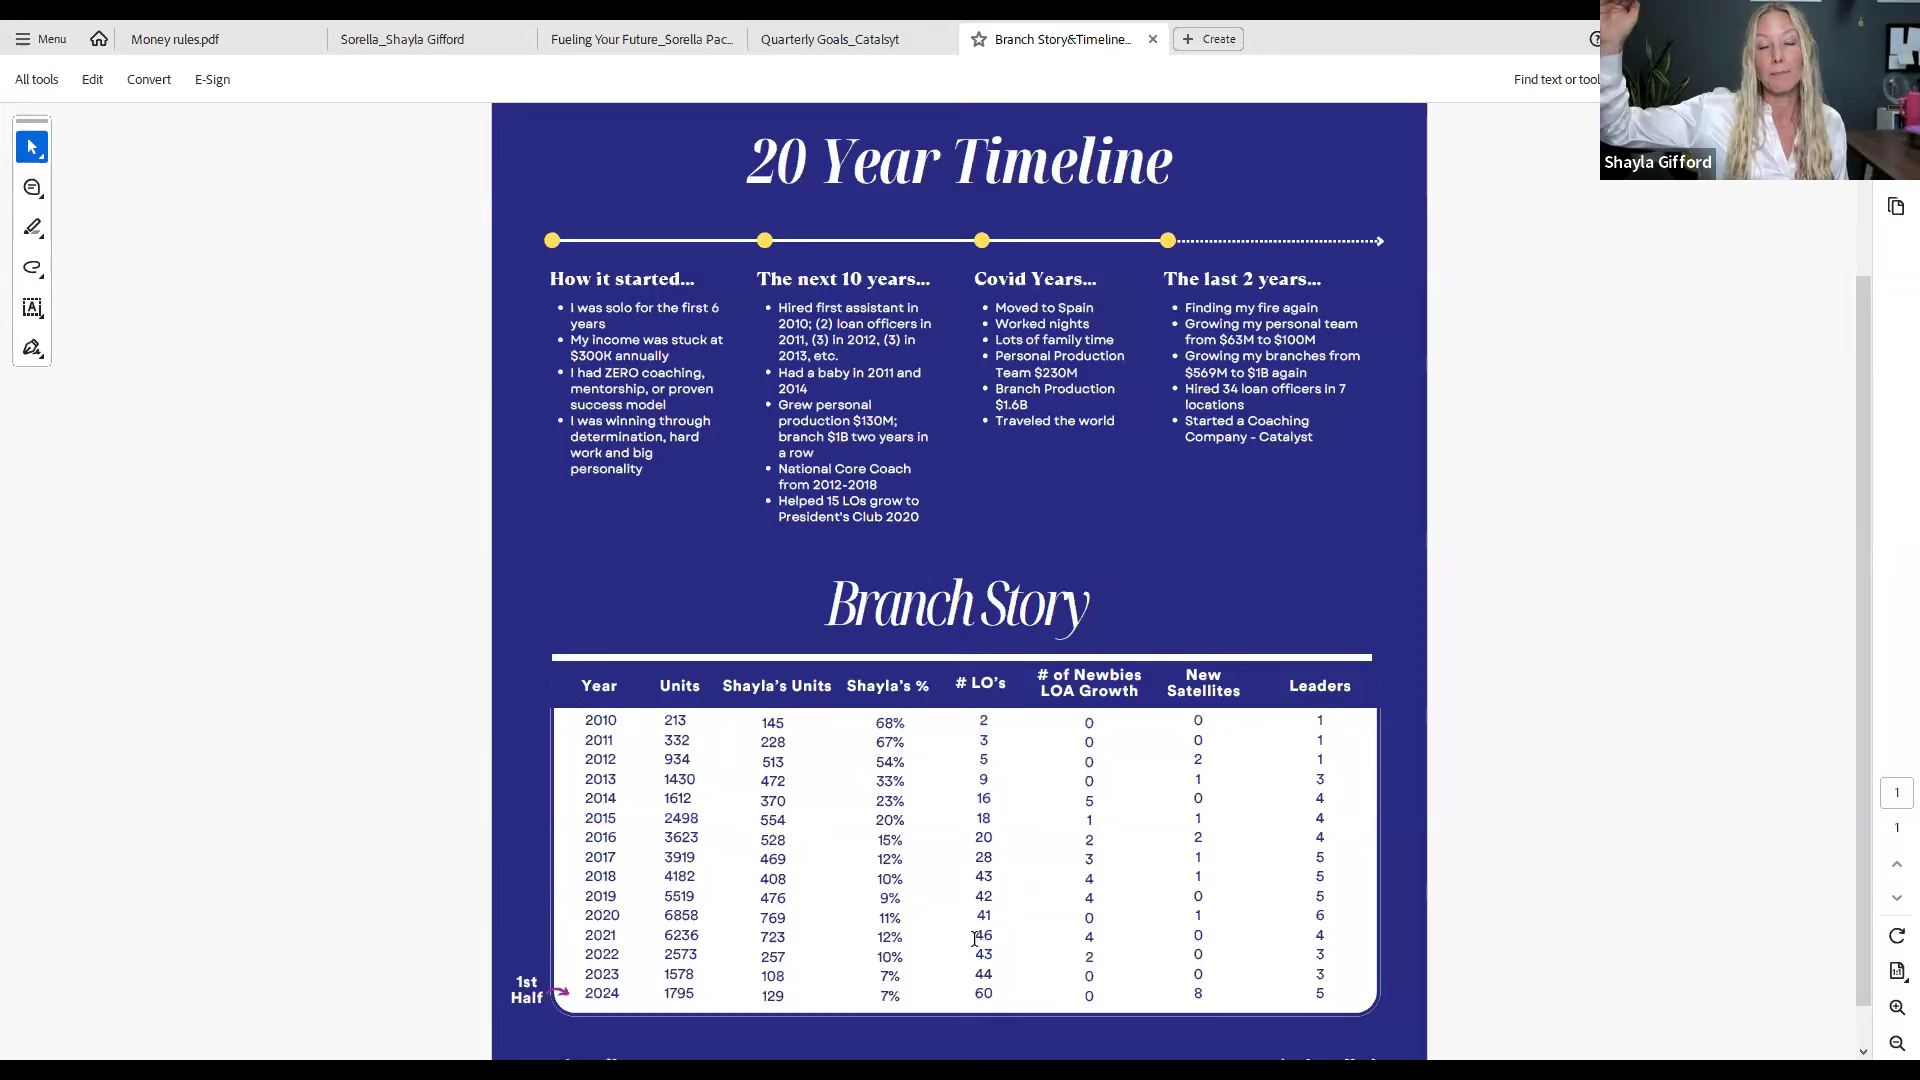 Menu
Money rules.pdf
Sorella_Shayla Gifford
Fueling Your Future_Sorella Pac...
Quarterly Goals_Catalsyt
Branch Story&Timeline...
Create
All tools
Edit
Convert
E-Sign
Find text or tool
Shayla Gifford
20 Year Timeline
How it started...
I was solo for the first 6
years
My income was stuck at
$300K annually
I had ZERO coaching,
mentorship, or proven
success model
I was winning through
determination, hard
work and big
personality
The next 10 years...
Hired first assistant in
2010; (2) loan officers in
2011, (3) in 2012, (3) in
2013, etc.
Had a baby in 2011 and
2014
Grew personal
production $130M;
branch $1B two years in
a row
National Core Coach
from 2012-2018
Helped 15 LOs grow to
President's Club 2020
Covid Years...
Moved to Spain
Worked nights
Lots of family time
Personal Production
Team $230M
Branch Production
$1.6B
Traveled the world
The last 2 years...
Finding my fire again
Growing my personal team
from $63M to $100M
Growing my branches from
$569M to $1B again
Hired 34 loan officers in 7
locations
Started a Coaching
Company - Catalyst
Branch Story
Year Units Shayla's Units Shayla's % # LO's # of Newbies LOA Growth New Satellites Leaders
2010 213 145 68% 2 0 0 1
2011 332 228 67% 3 0 0 1
2012 934 513 54% 5 0 2 1
2013 1430 472 33% 9 0 1 3
2014 1612 370 23% 16 5 0 4
2015 2498 554 20% 18 1 1 4
2016 3623 528 15% 20 2 2 4
2017 3919 469 12% 28 3 1 5
2018 4182 408 10% 43 4 1 5
2019 5519 476 9% 42 4 0 5
2020 6858 769 11% 41 0 1 6
2021 6236 723 12% 46 4 0 4
2022 2573 257 10% 43 2 0 3
2023 1578 108 7% 44 0 0 3
1st
Half
2024 1795 129 7% 60 0 8 5
1
1